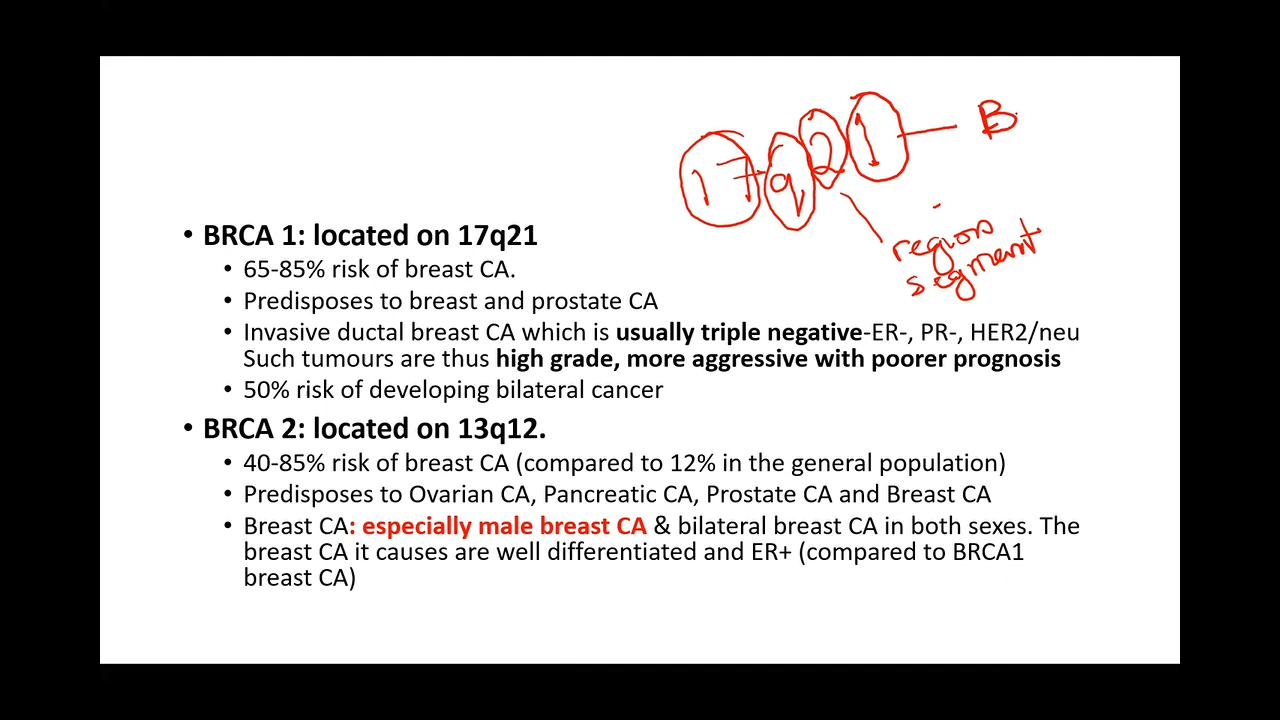 17q21 B
region
segment
• BRCA 1: located on 17q21
• 65-85% risk of breast CA.
• Predisposes to breast and prostate CA
• Invasive ductal breast CA which is usually triple negative-ER-, PR-, HER2/neu
Such tumours are thus high grade, more aggressive with poorer prognosis
• 50% risk of developing bilateral cancer
• BRCA 2: located on 13q12.
• 40-85% risk of breast CA (compared to 12% in the general population)
• Predisposes to Ovarian CA, Pancreatic CA, Prostate CA and Breast CA
• Breast CA: especially male breast CA & bilateral breast CA in both sexes. The
breast CA it causes are well differentiated and ER+ (compared to BRCA1
breast CA)